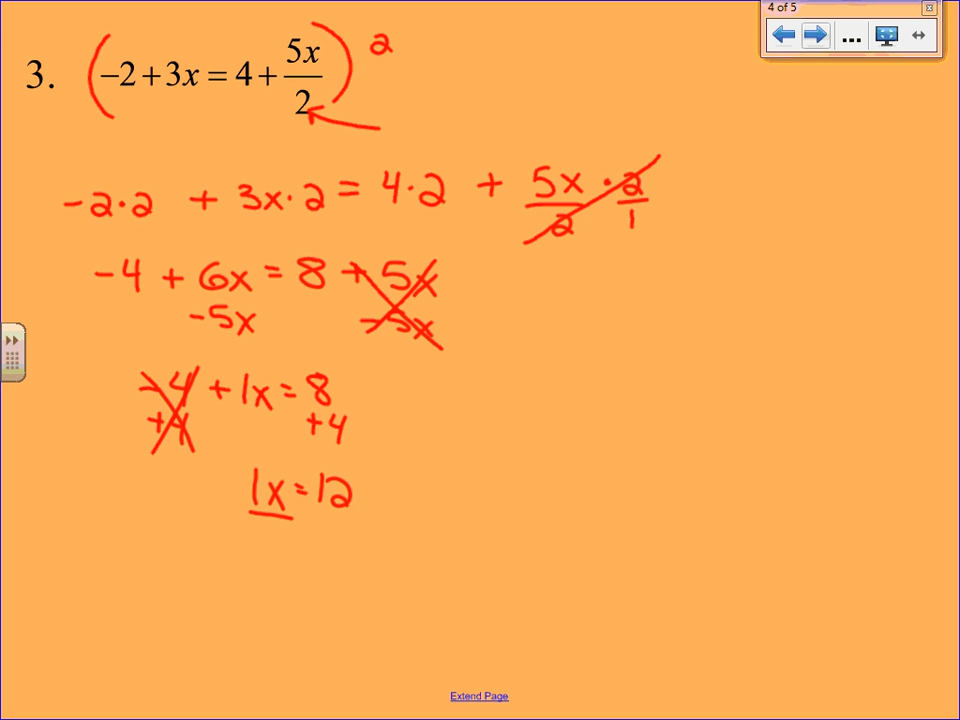 4 of 5
3. (-2 + 3x = 4 + 5x/2) 2
-2·2 + 3x·2 = 4·2 + 5x/2 · 2/1
-4 + 6x = 8 + 5x
-5x -5x
-4 + 1x = 8
+4 +4
1x = 12
Extend Page